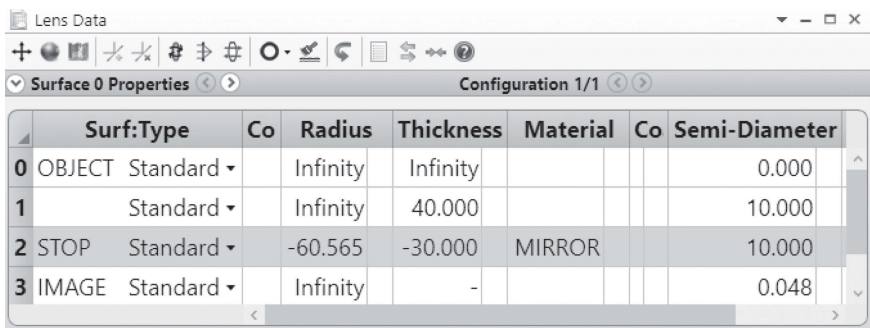 Lens Data
Surface 0 Properties Configuration 1/1
Surf:Type Co Radius Thickness Material Co Semi-Diameter
0 OBJECT Standard Infinity Infinity 0.000
1 Standard Infinity 40.000 10.000
2 STOP Standard -60.565 -30.000 MIRROR 10.000
3 IMAGE Standard Infinity - 0.048